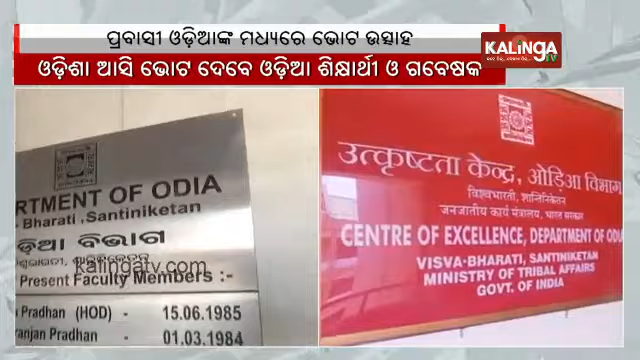 ପ୍ରବାସୀ ଓଡ଼ିଆଙ୍କ ମଧ୍ୟରେ ଭୋଟ ଉତ୍ସାହ
ଓଡ଼ିଶା ଆସି ଭୋଟ ଦେବେ ଓଡ଼ିଆ ଶିକ୍ଷାର୍ଥୀ ଓ ଗବେଷକ
KALINGA
TV
RTMENT OF ODIA
Bharati ,Santiniketan
ଓଡ଼ିଆ ବିଭାଗ
kalingatv.com
Present Faculty Members :-
Pradhan (HOD) - 15.06.1985
ranjan Pradhan - 01.03.1984
उत्कृष्टता केन्द्र, ओड़िआ विभाग
विश्वभारती, शान्तिनिकेतन
जनजातीय कार्य मंत्रालय, भारत सरकार
CENTRE OF EXCELLENCE, DEPARTMENT OF ODI
VISVA-BHARATI, SANTINIKETAN
MINISTRY OF TRIBAL AFFAIRS
GOVT. OF INDIA